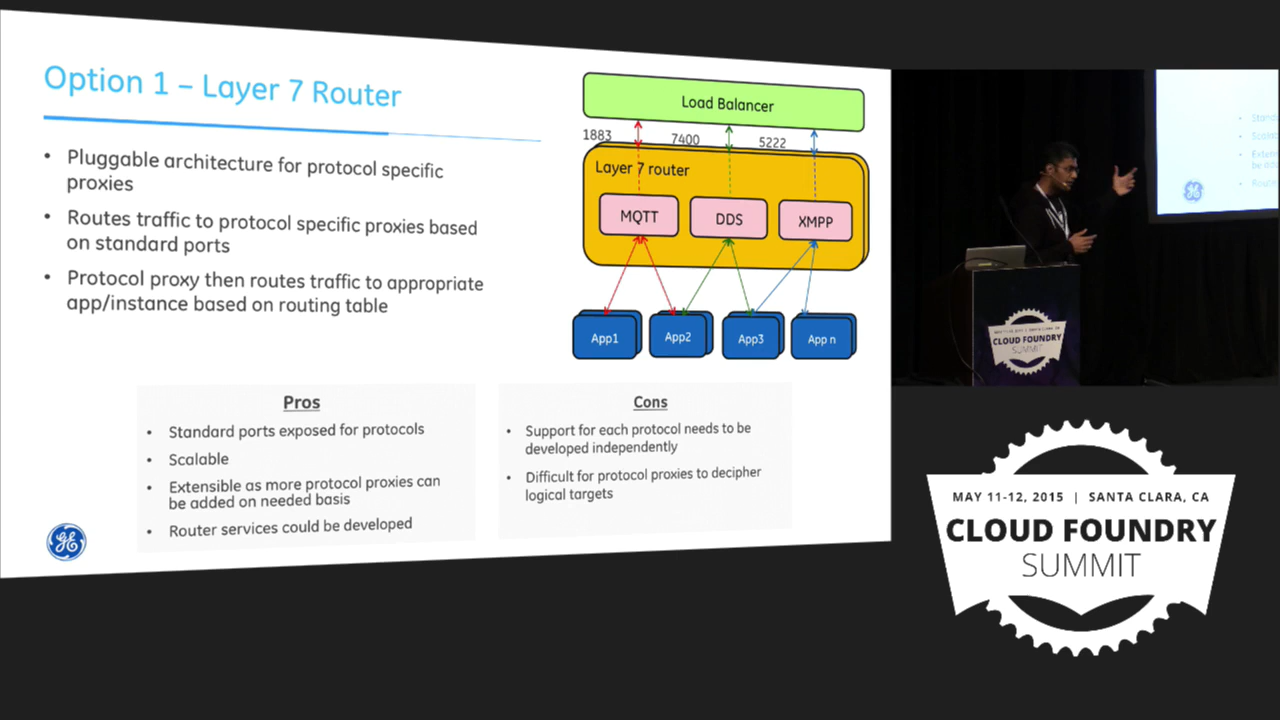 Option 1 – Layer 7 Router
• Pluggable architecture for protocol specific
proxies
• Routes traffic to protocol specific proxies based
on standard ports
• Protocol proxy then routes traffic to appropriate
app/instance based on routing table
Load Balancer
1883 7400 5222
Layer 7 router
MQTT DDS XMPP
App1 App2 App3 App n
Pros
• Standard ports exposed for protocols
• Scalable
• Extensible as more protocol proxies can
be added on needed basis
• Router services could be developed
Cons
• Support for each protocol needs to be
developed independently
• Difficult for protocol proxies to decipher
logical targets
CLOUD FOUNDRY
SUMMIT
MAY 11-12, 2015 | SANTA CLARA, CA
CLOUD FOUNDRY
SUMMIT